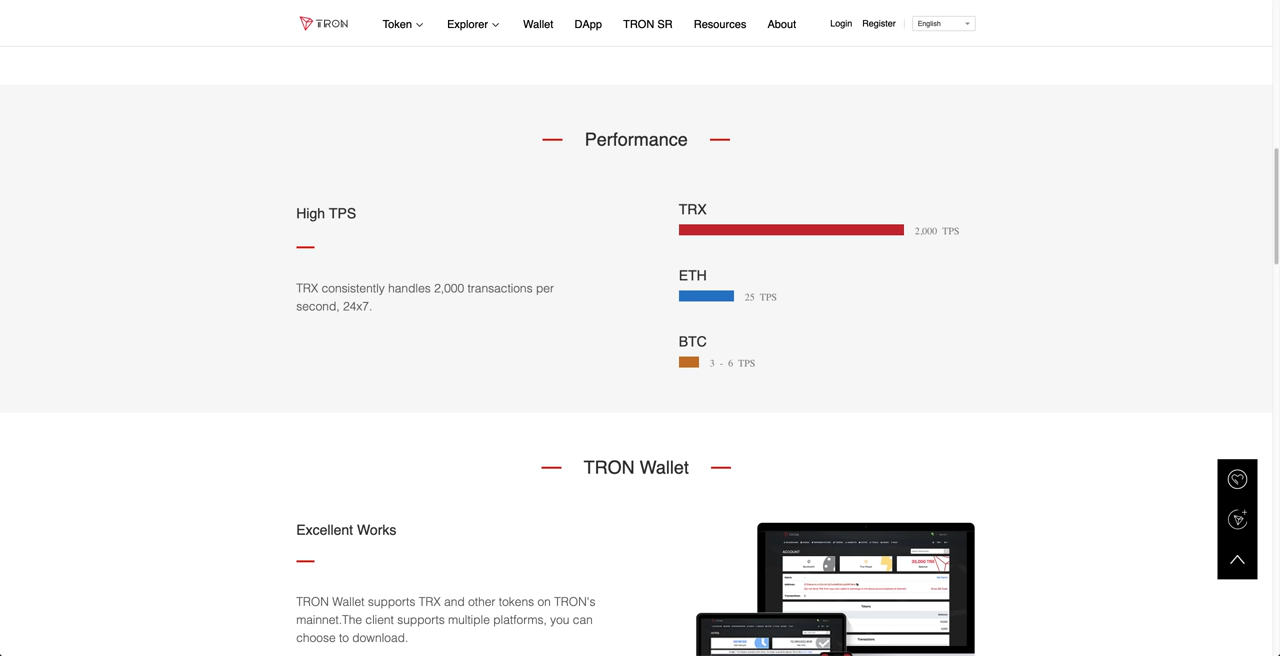 TRON
Token
Explorer
Wallet
DApp
TRON SR
Resources
About
Login
Register
English
Performance
High TPS
TRX consistently handles 2,000 transactions per
second, 24x7.
TRX
2,000 TPS
ETH
25 TPS
BTC
3 - 6 TPS
TRON Wallet
Excellent Works
TRON Wallet supports TRX and other tokens on TRON's
mainnet.The client supports multiple platforms, you can
choose to download.
ACCOUNT
Tokens
Transactions